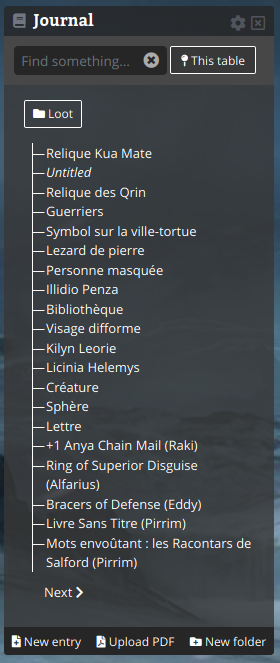 Journal
Find something...
This table
Loot
Relique Kua Mate
Untitled
Relique des Qrin
Guerriers
Symbol sur la ville-tortue
Lezard de pierre
Personne masquée
Illidio Penza
Bibliothèque
Visage difforme
Kilyn Leorie
Licinia Helemys
Créature
Sphère
Lettre
+1 Anya Chain Mail (Raki)
Ring of Superior Disguise
(Alfarius)
Bracers of Defense (Eddy)
Livre Sans Titre (Pirrim)
Mots envoûtant : les Racontars de
Salford (Pirrim)
Next
New entry
Upload PDF
New folder